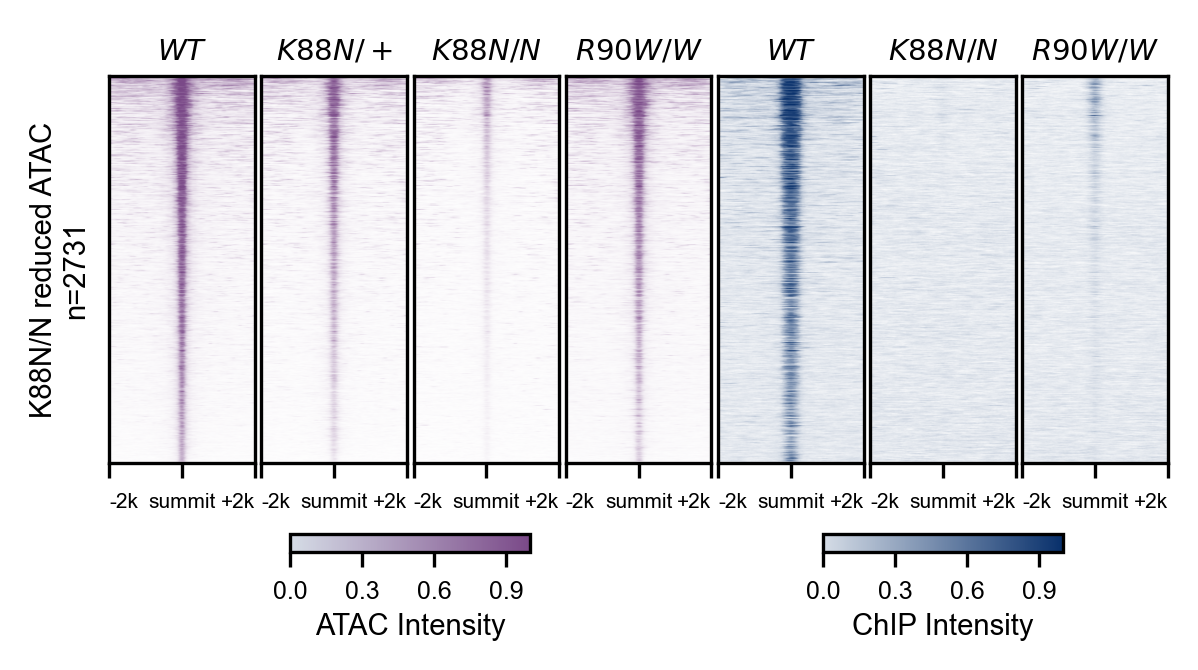 WT K88N/+ K88N/N R90W/W WT K88N/N R90W/W
K88N/N reduced ATAC
n=2731
-2k summit +2k -2k summit +2k -2k summit +2k -2k summit +2k -2k summit +2k -2k summit +2k -2k summit +2k
0.0 0.3 0.6 0.9
ATAC Intensity
0.0 0.3 0.6 0.9
ChIP Intensity